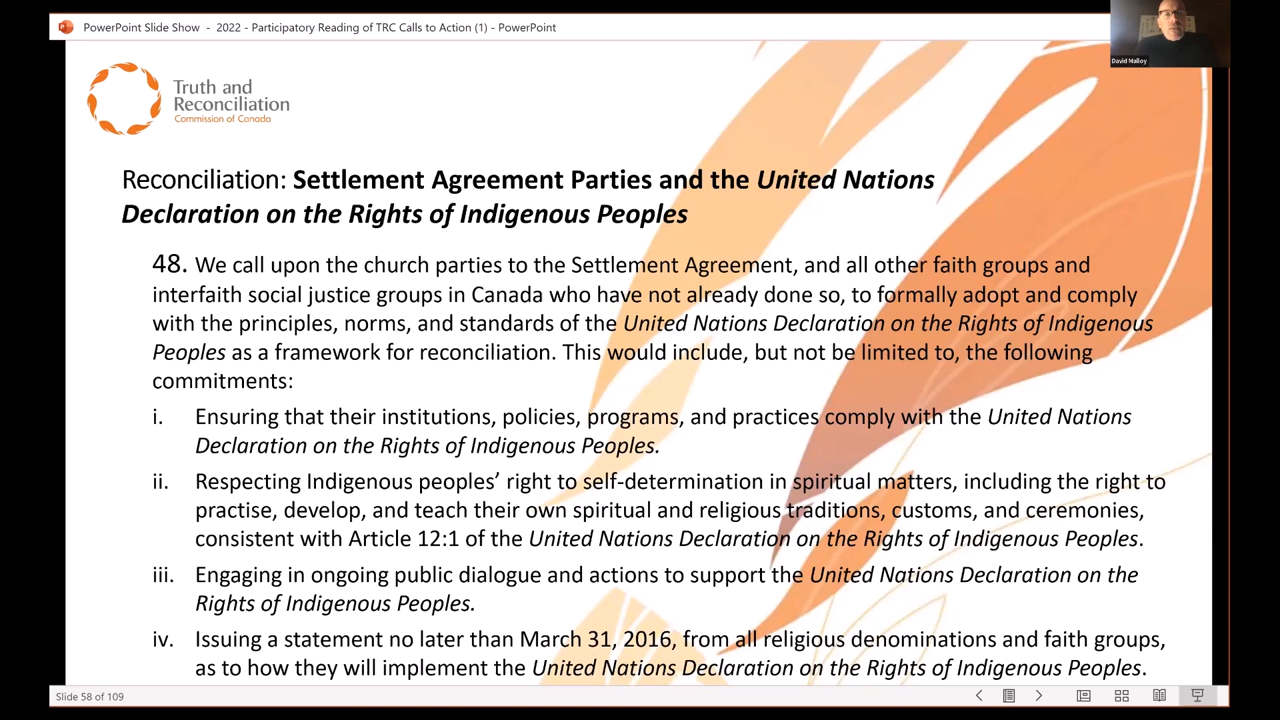 PowerPoint Slide Show - 2022 - Participatory Reading of TRC Calls to Action (1) - PowerPoint
David Malloy
Truth and
Reconciliation
Commission of Canada
Reconciliation: Settlement Agreement Parties and the United Nations
Declaration on the Rights of Indigenous Peoples
48. We call upon the church parties to the Settlement Agreement, and all other faith groups and
interfaith social justice groups in Canada who have not already done so, to formally adopt and comply
with the principles, norms, and standards of the United Nations Declaration on the Rights of Indigenous
Peoples as a framework for reconciliation. This would include, but not be limited to, the following
commitments:
i. Ensuring that their institutions, policies, programs, and practices comply with the United Nations
Declaration on the Rights of Indigenous Peoples.
ii. Respecting Indigenous peoples’ right to self-determination in spiritual matters, including the right to
practise, develop, and teach their own spiritual and religious traditions, customs, and ceremonies,
consistent with Article 12:1 of the United Nations Declaration on the Rights of Indigenous Peoples.
iii. Engaging in ongoing public dialogue and actions to support the United Nations Declaration on the
Rights of Indigenous Peoples.
iv. Issuing a statement no later than March 31, 2016, from all religious denominations and faith groups,
as to how they will implement the United Nations Declaration on the Rights of Indigenous Peoples.
Slide 58 of 109